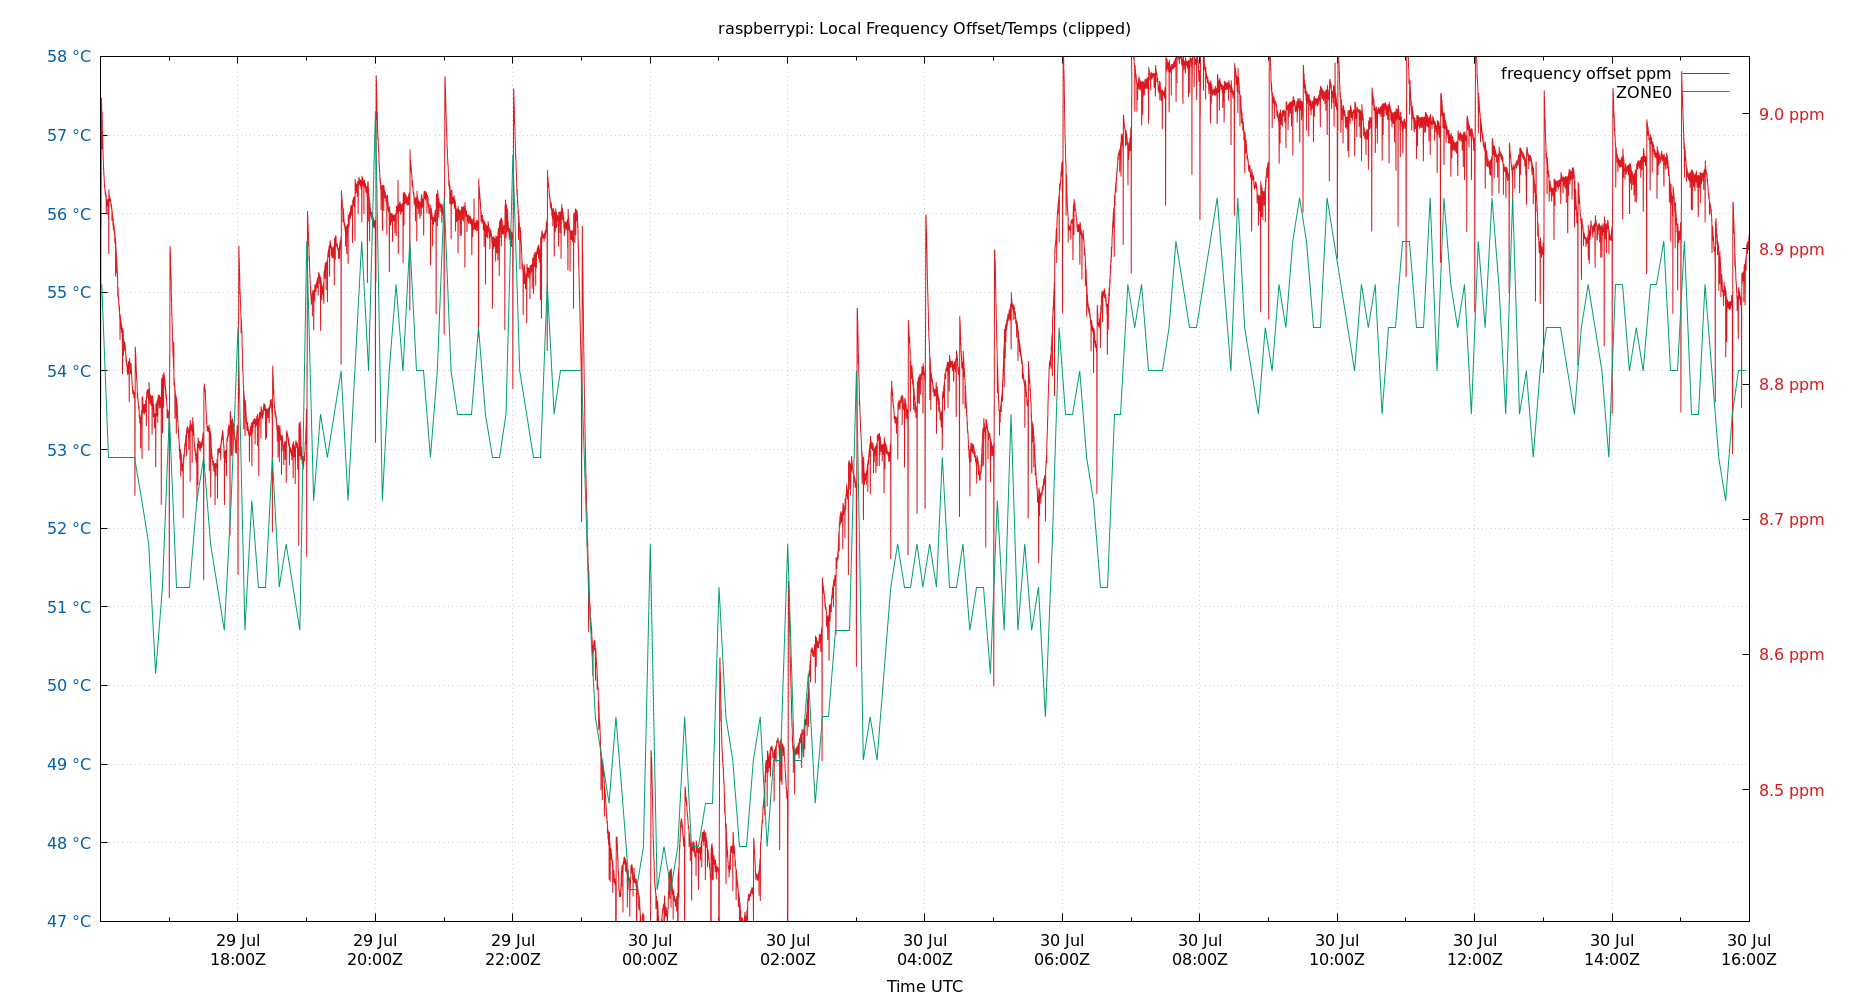 raspberrypi: Local Frequency Offset/Temps (clipped)
frequency offset ppm
ZONE0
58 °C
57 °C
56 °C
55 °C
54 °C
53 °C
52 °C
51 °C
50 °C
49 °C
48 °C
47 °C
9.0 ppm
8.9 ppm
8.8 ppm
8.7 ppm
8.6 ppm
8.5 ppm
29 Jul
18:00Z
29 Jul
20:00Z
29 Jul
22:00Z
30 Jul
00:00Z
30 Jul
02:00Z
30 Jul
04:00Z
30 Jul
06:00Z
30 Jul
08:00Z
30 Jul
10:00Z
30 Jul
12:00Z
30 Jul
14:00Z
30 Jul
16:00Z
Time UTC